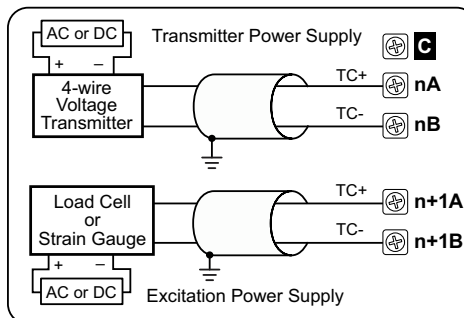 AC or DC
Transmitter Power Supply
C
+ –
4-wire
Voltage
Transmitter
TC+
nA
TC-
nB
Load Cell
or
Strain Gauge
TC+
n+1A
TC-
n+1B
+ –
AC or DC
Excitation Power Supply